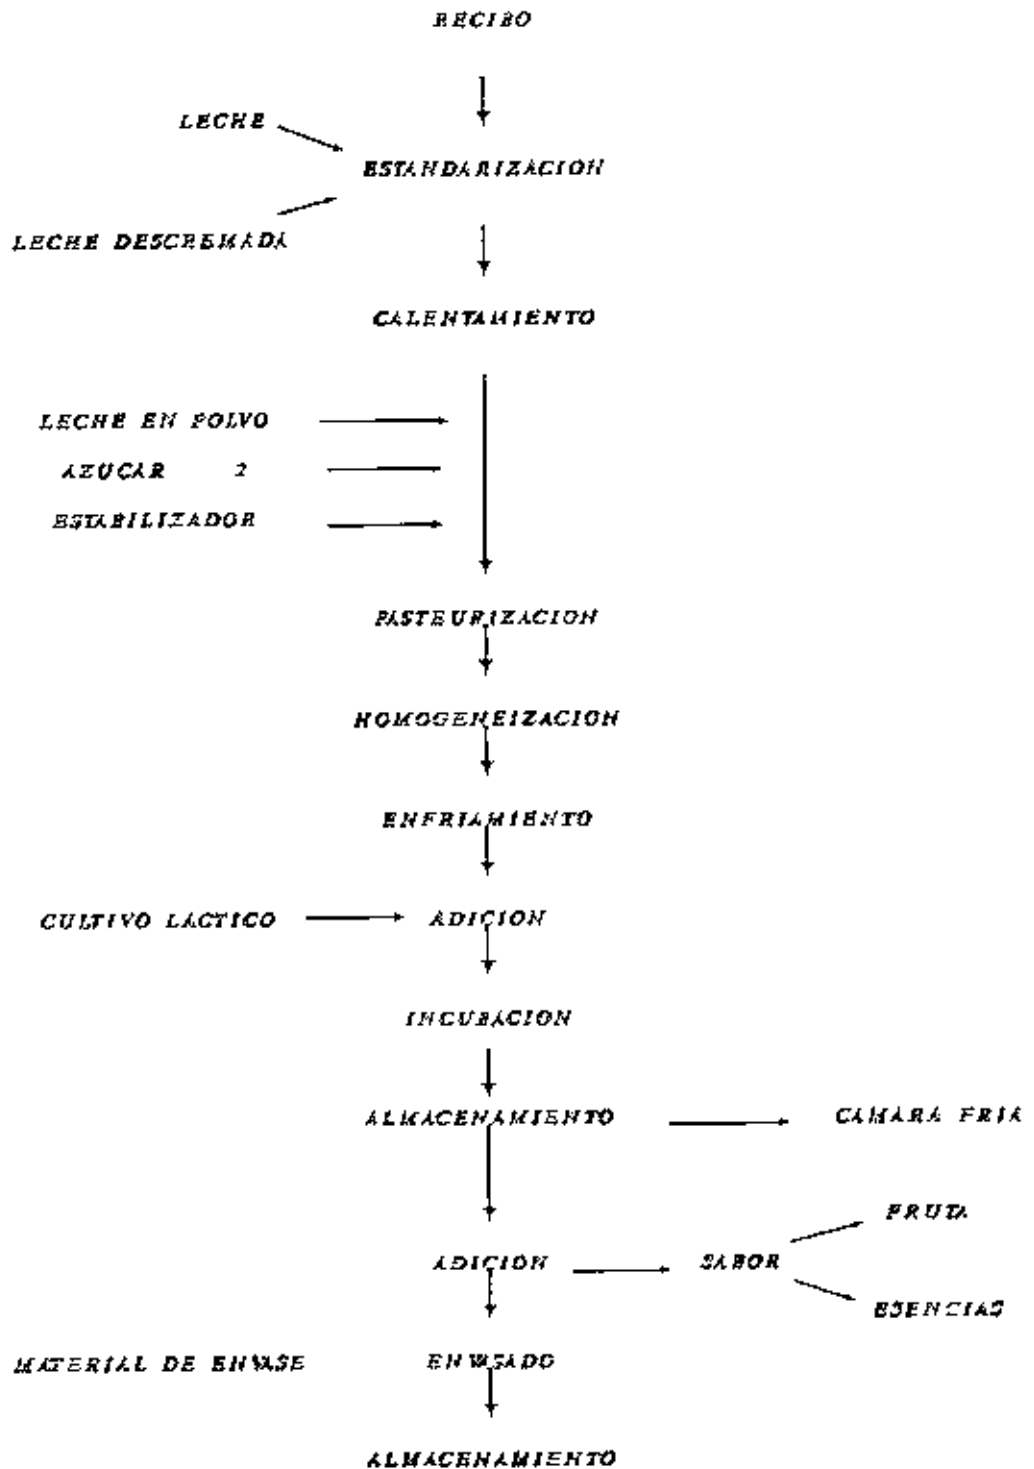 RECIBO
LECHE
ESTANDARIZACION
LECHE DESCREMADA
CALENTAMIENTO
LECHE EN POLVO
AZUCAR 2
ESTABILIZADOR
PASTEURIZACION
HOMOGENEIZACION
ENFRIAMIENTO
CULTIVO LACTICO ADICION
INCUBACION
ALMACENAMIENTO CAMARA FRIA
FRUTA
ADICIÓN SABOR
ESENCIAS
MATERIAL DE ENVASE ENVASADO
ALMACENAMIENTO